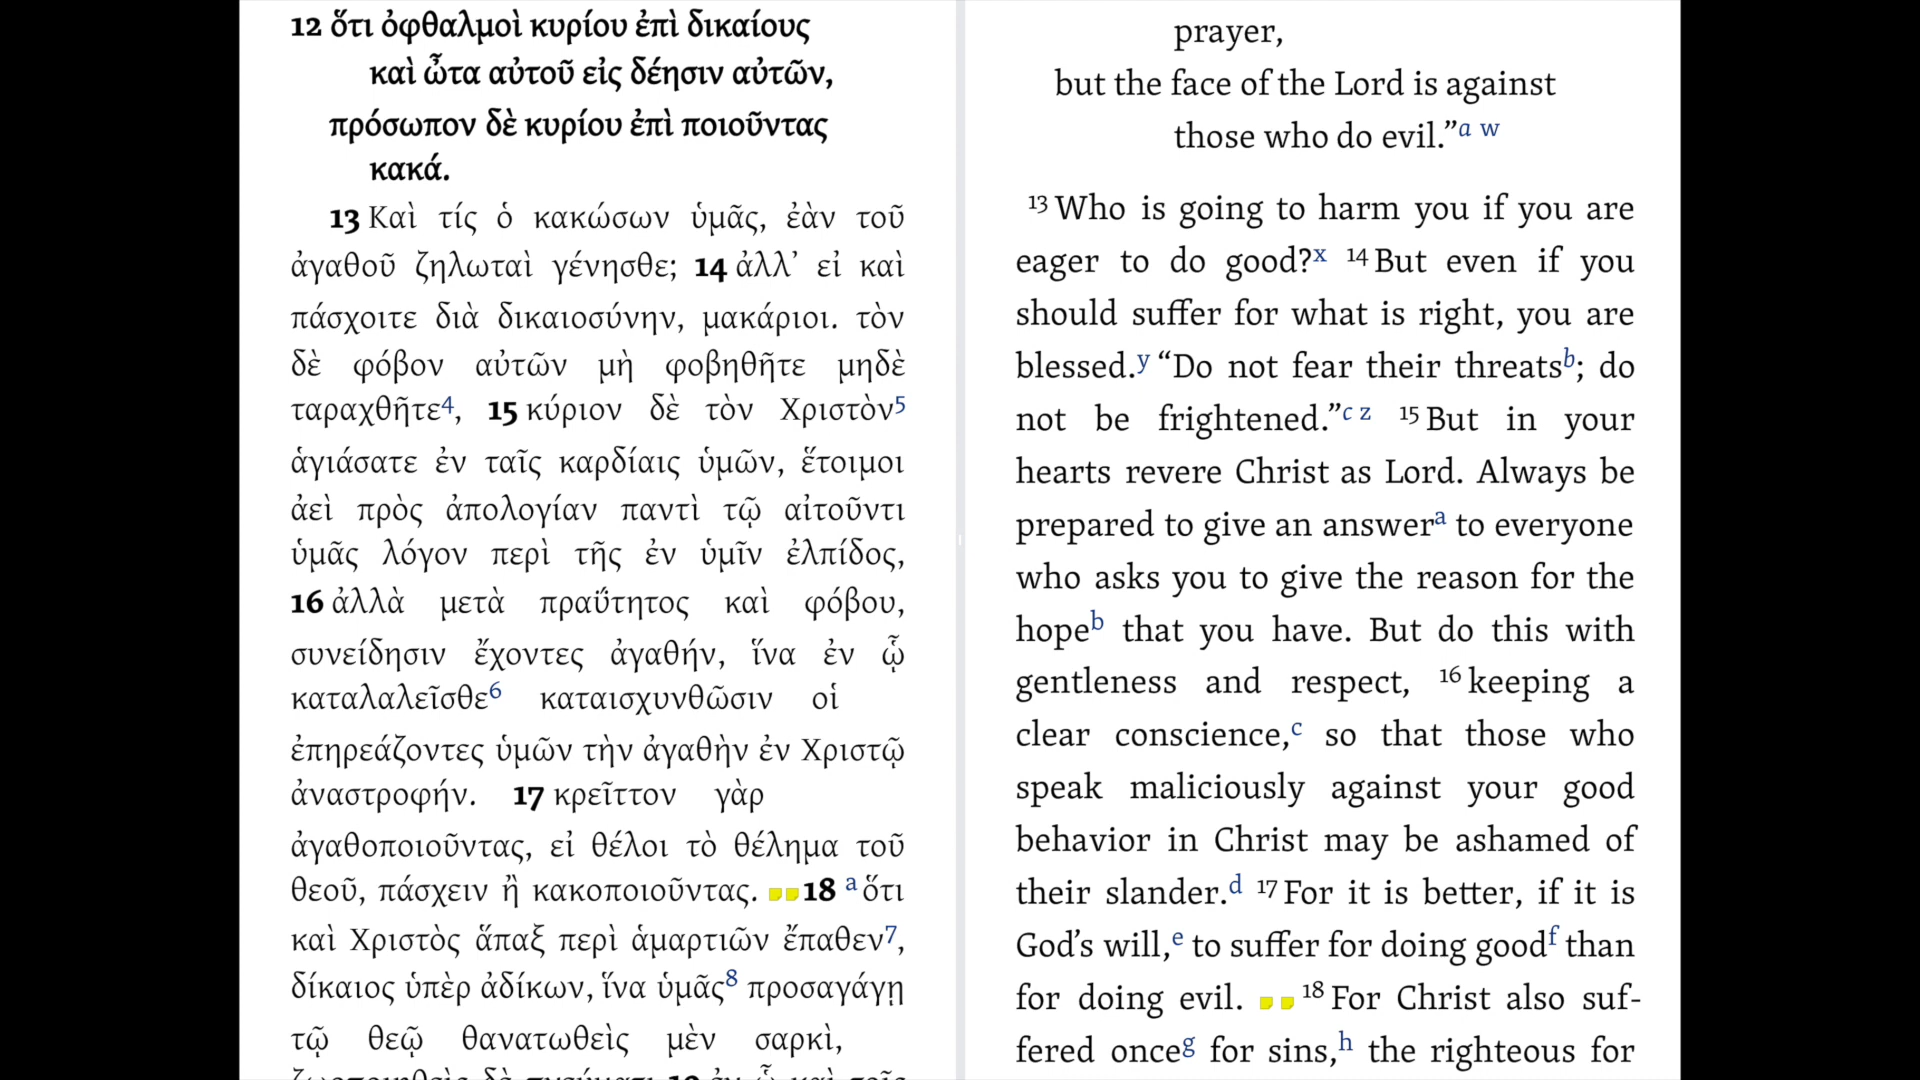 12 ὅτι ὀφθαλμοὶ κυρίου ἐπὶ δικαίους
καὶ ὦτα αὐτοῦ εἰς δέησιν αὐτῶν,
πρόσωπον δὲ κυρίου ἐπὶ ποιοῦντας
κακά.
13 Καὶ τίς ὁ κακώσων ὑμᾶς, ἐὰν τοῦ
ἀγαθοῦ ζηλωταὶ γένησθε; 14 ἀλλ’ εἰ καὶ
πάσχοιτε διὰ δικαιοσύνην, μακάριοι. τὸν
δὲ φόβον αὐτῶν μὴ φοβηθῆτε μηδὲ
ταραχθῆτε4, 15 κύριον δὲ τὸν Χριστὸν5
ἁγιάσατε ἐν ταῖς καρδίαις ὑμῶν, ἕτοιμοι
ἀεὶ πρὸς ἀπολογίαν παντὶ τῷ αἰτοῦντι
ὑμᾶς λόγον περὶ τῆς ἐν ὑμῖν ἐλπίδος,
16 ἀλλὰ μετὰ πραΰτητος καὶ φόβου,
συνείδησιν ἔχοντες ἀγαθήν, ἵνα ἐν ᾧ
καταλαλεῖσθε6 καταισχυνθῶσιν οἱ
ἐπηρεάζοντες ὑμῶν τὴν ἀγαθὴν ἐν Χριστῷ
ἀναστροφήν. 17 κρεῖττον γὰρ
ἀγαθοποιοῦντας, εἰ θέλοι τὸ θέλημα τοῦ
θεοῦ, πάσχειν ἢ κακοποιοῦντας. 18 a ὅτι
καὶ Χριστὸς ἅπαξ περὶ ἁμαρτιῶν ἔπαθεν7,
δίκαιος ὑπὲρ ἀδίκων, ἵνα ὑμᾶς8 προσαγάγῃ
τῷ θεῷ θανατωθεὶς μὲν σαρκὶ,
prayer,
but the face of the Lord is against
those who do evil.”a w
13 Who is going to harm you if you are
eager to do good?x 14 But even if you
should suffer for what is right, you are
blessed.y “Do not fear their threatsb; do
not be frightened.”c z 15 But in your
hearts revere Christ as Lord. Always be
prepared to give an answera to everyone
who asks you to give the reason for the
hopeb that you have. But do this with
gentleness and respect, 16 keeping a
clear conscience,c so that those who
speak maliciously against your good
behavior in Christ may be ashamed of
their slander.d 17 For it is better, if it is
God’s will,e to suffer for doing goodf than
for doing evil. 18 For Christ also suf-
fered onceg for sins,h the righteous for